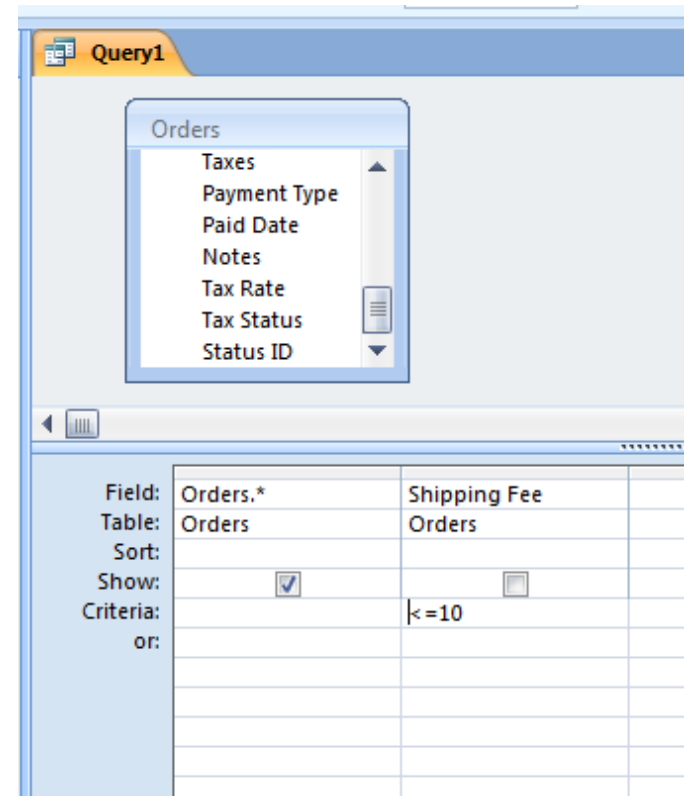 Query1
Orders
Taxes
Payment Type
Paid Date
Notes
Tax Rate
Tax Status
Status ID
Field: Orders.* Shipping Fee
Table: Orders Orders
Sort:
Show:
Criteria: <=10
or: